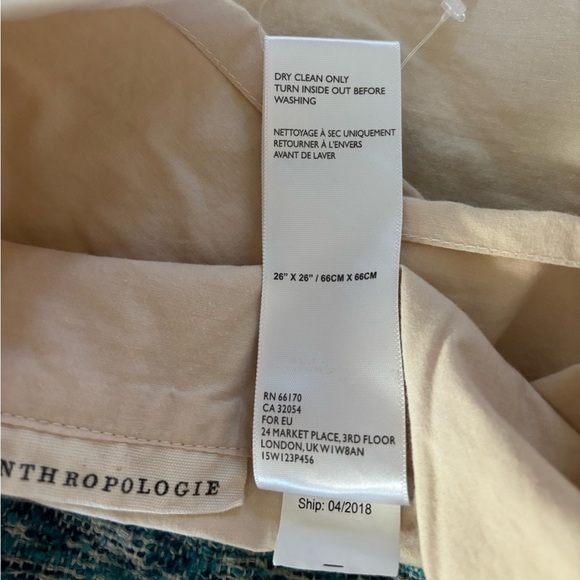 DRY CLEAN ONLY
TURN INSIDE OUT BEFORE
WASHING
NETTOYAGE À SEC UNIQUEMENT
RETOURNER À L'ENVERS
AVANT DE LAVER
26" X 26" / 66CM X 66CM
RN 66170
CA 32054
FOR EU
24 MARKET PLACE, 3RD FLOOR
LONDON, UK W1W8AN
15W123P456
NTHROPOLOGIE
Ship: 04/2018